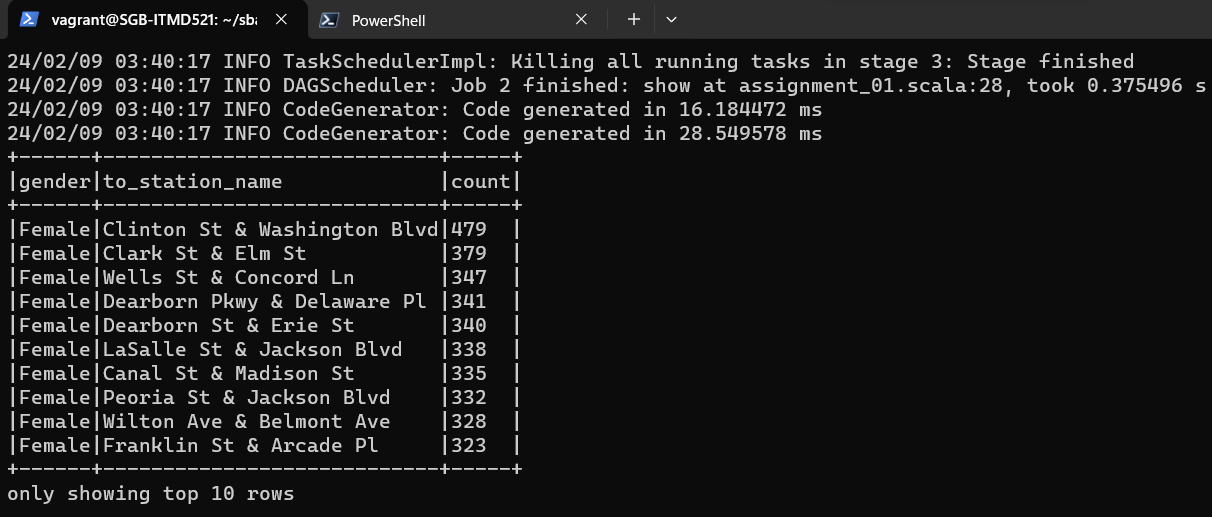 vagrant@SGB-ITMD521: ~/sba
PowerShell
24/02/09 03:40:17 INFO TaskSchedulerImpl: Killing all running tasks in stage 3: Stage finished
24/02/09 03:40:17 INFO DAGScheduler: Job 2 finished: show at assignment_01.scala:28, took 0.375496 s
24/02/09 03:40:17 INFO CodeGenerator: Code generated in 16.184472 ms
24/02/09 03:40:17 INFO CodeGenerator: Code generated in 28.549578 ms
+------+----------------------------+-----+
|gender|to_station_name             |count|
+------+----------------------------+-----+
|Female|Clinton St & Washington Blvd|479  |
|Female|Clark St & Elm St           |379  |
|Female|Wells St & Concord Ln       |347  |
|Female|Dearborn Pkwy & Delaware Pl |341  |
|Female|Dearborn St & Erie St       |340  |
|Female|LaSalle St & Jackson Blvd   |338  |
|Female|Canal St & Madison St       |335  |
|Female|Peoria St & Jackson Blvd    |332  |
|Female|Wilton Ave & Belmont Ave    |328  |
|Female|Franklin St & Arcade Pl     |323  |
+------+----------------------------+-----+
only showing top 10 rows